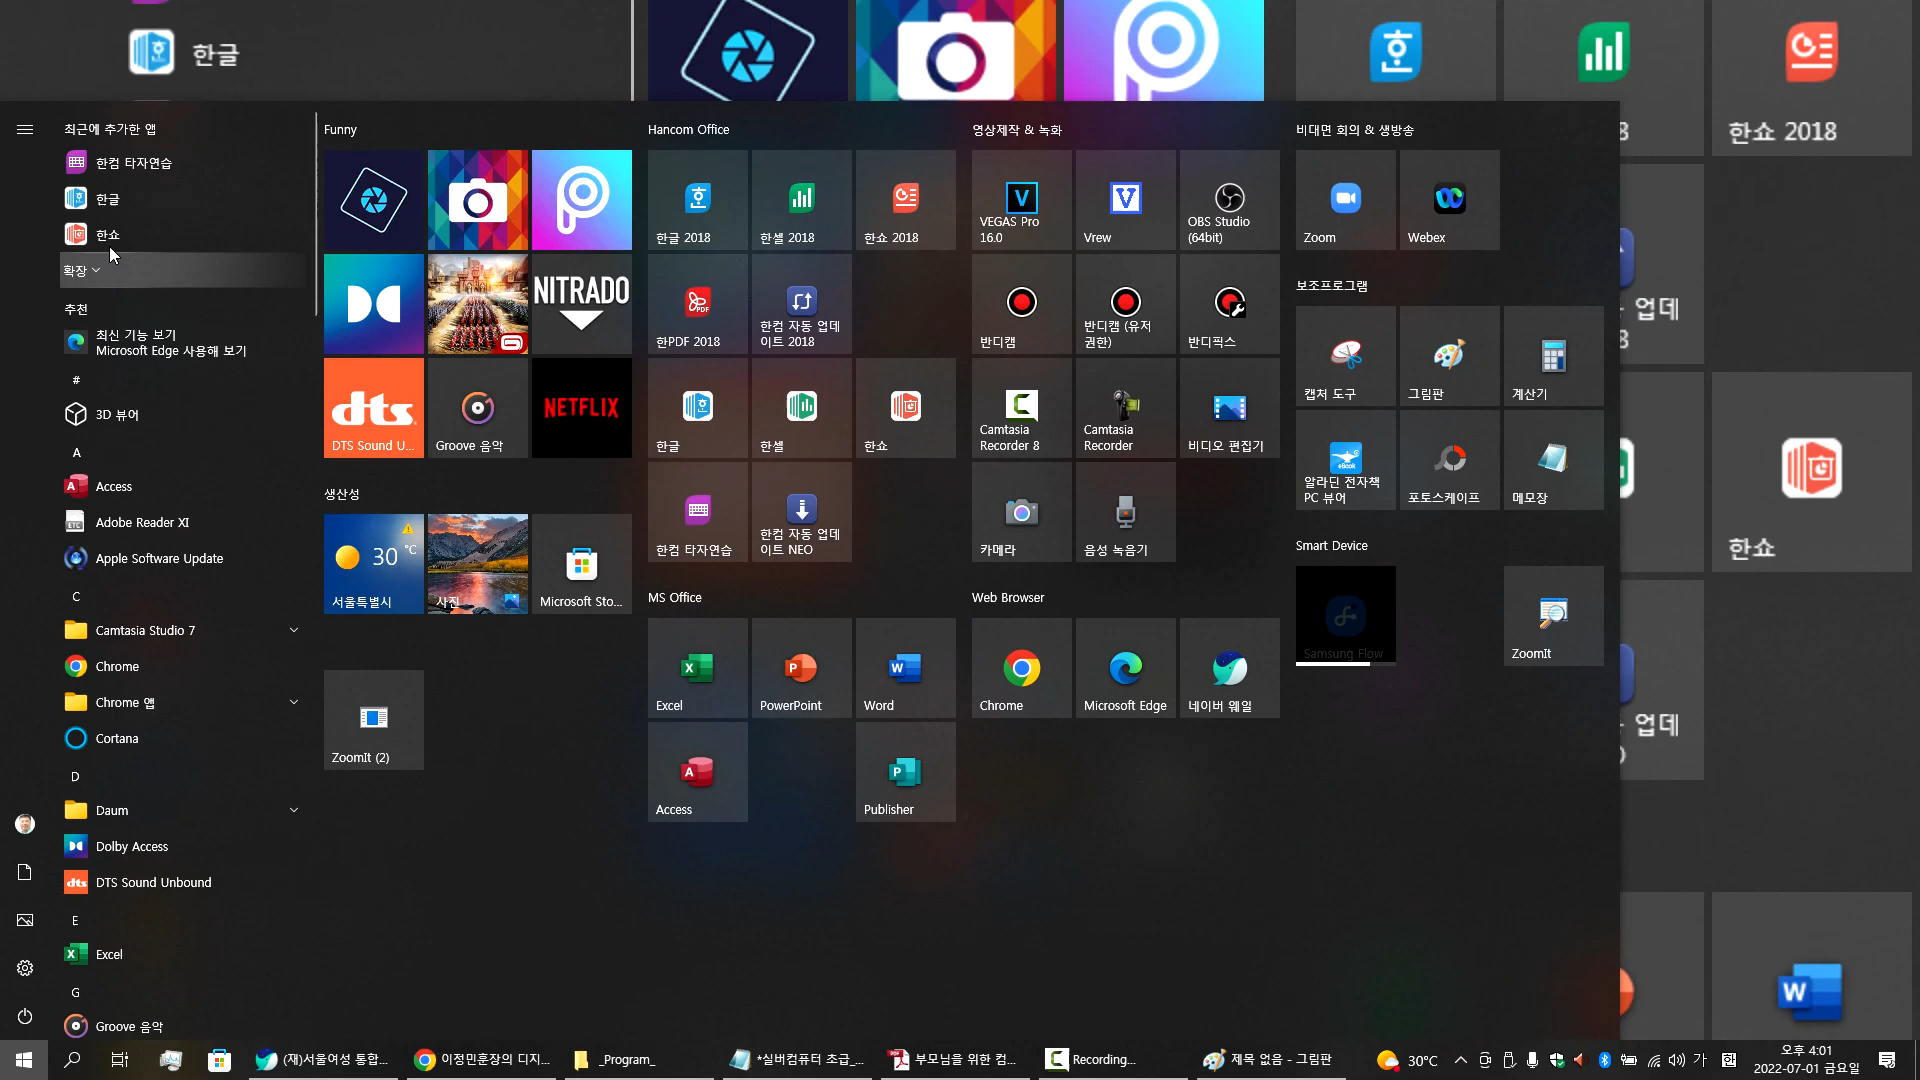 한글
한쇼 2018
최근에 추가한 앱
한컴 타자연습
한글
한쇼
확장
추천
최신 기능 보기
Microsoft Edge 사용해 보기
#
3D 뷰어
A
Access
Adobe Reader XI
Apple Software Update
C
Camtasia Studio 7
Chrome
Chrome 앱
Cortana
D
Daum
Dolby Access
DTS Sound Unbound
E
Excel
G
Groove 음악
Funny
NITRADO
dts
DTS Sound U...
Groove 음악
NETFLIX
생산성
30 °C
서울특별시
사진
Microsoft Sto...
ZoomIt (2)
Hancom Office
한글 2018
한셀 2018
한쇼 2018
한PDF 2018
한컴 자동 업데
이트 2018
한글
한셀
한쇼
한컴 타자연습
한컴 자동 업데
이트 NEO
MS Office
Excel
PowerPoint
Word
Access
Publisher
영상제작 & 녹화
VEGAS Pro
16.0
Vrew
OBS Studio
(64bit)
반디캠
반디캠 (유저
권한)
반디픽스
Camtasia
Recorder 8
Camtasia
Recorder
비디오 편집기
카메라
음성 녹음기
Web Browser
Chrome
Microsoft Edge
네이버 웨일
비대면 회의 & 생방송
Zoom
Webex
보조프로그램
캡처 도구
그림판
계산기
eBook
알라딘 전자책
PC 뷰어
포토스케이프
메모장
Smart Device
Samsung Flow
ZoomIt
업데
한쇼
업데
(재)서울여성 통합...
이정민훈장의 디지...
_Program_
*실버컴퓨터 초급_...
부모님을 위한 컴...
Recording...
제목 없음 - 그림판
30°C
가
한
오후 4:01
2022-07-01 금요일